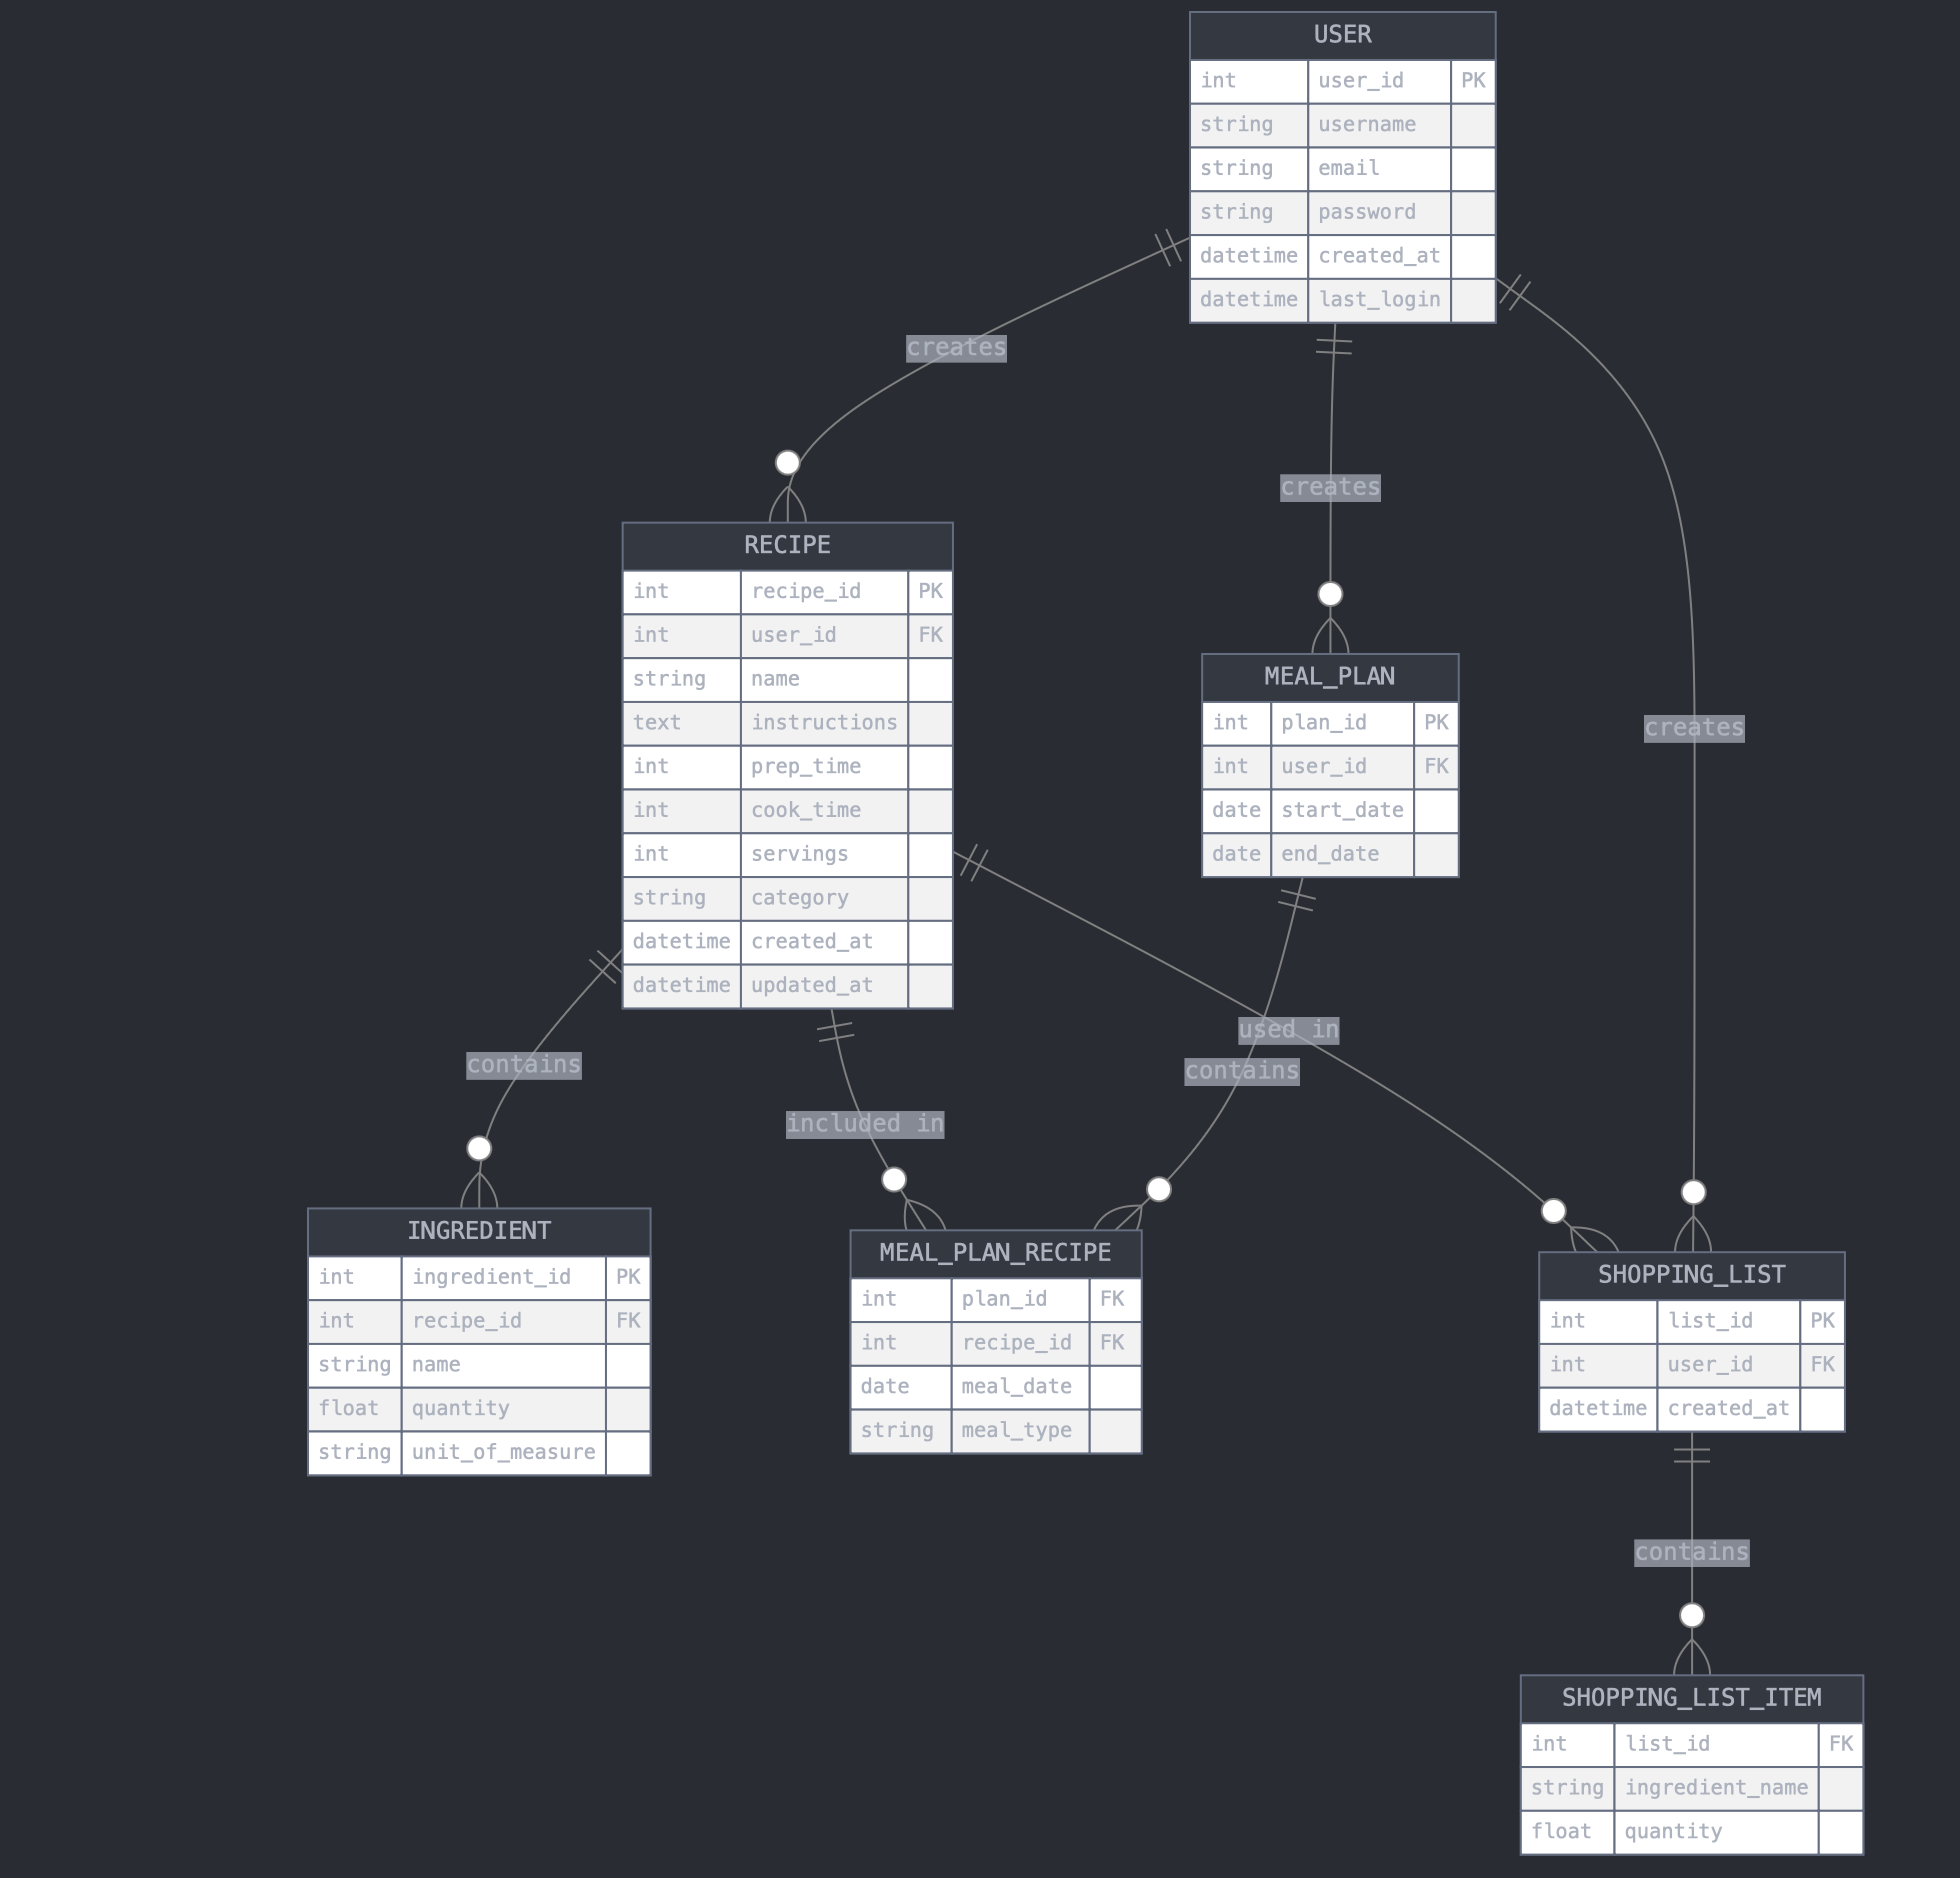 USER
int user_id PK
string username
string email
string password
datetime created_at
datetime last_login
creates
creates
creates
RECIPE
int recipe_id PK
int user_id FK
string name
text instructions
int prep_time
int cook_time
int servings
string category
datetime created_at
datetime updated_at
MEAL_PLAN
int plan_id PK
int user_id FK
date start_date
date end_date
contains
included in
used in
contains
INGREDIENT
int ingredient_id PK
int recipe_id FK
string name
float quantity
string unit_of_measure
MEAL_PLAN_RECIPE
int plan_id FK
int recipe_id FK
date meal_date
string meal_type
SHOPPING_LIST
int list_id PK
int user_id FK
datetime created_at
contains
SHOPPING_LIST_ITEM
int list_id FK
string ingredient_name
float quantity